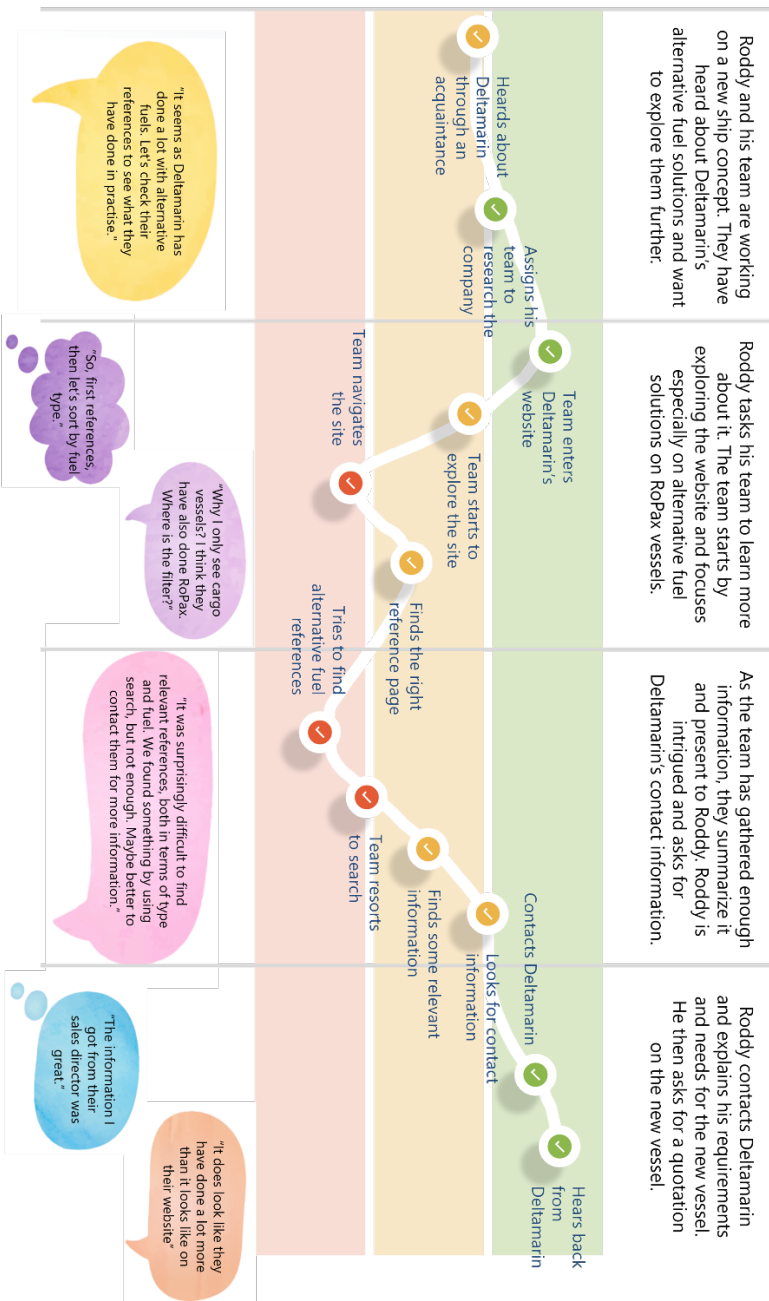 Roddy and his team are working
on a new ship concept. They have
heard about Deltamarin's
alternative fuel solutions and want
to explore them further.
Roddy tasks his team to learn more
about it. The team starts by
exploring the website and focuses
especially on alternative fuel
solutions on RoPax vessels.
As the team has gathered enough
information, they summarize it
and present to Roddy. Roddy is
intrigued and asks for
Deltamarin's contact information.
Roddy contacts Deltamarin
and explains his requirements
and needs for the new vessel.
He then asks for a quotation
on the new vessel.
Heards about
Deltamarin
through an
acquaintance
Assigns his
team to
research the
company
Team enters
Deltamarin's
website
Team starts to
explore the site
Team navigates
the site
Finds the right
reference page
Tries to find
alternative fuel
references
Team resorts
to search
Finds some relevant
information
Looks for contact
information
Contacts Deltamarin
Hears back
from
Deltamarin
"It seems as Deltamarin has
done a lot with alternative
fuels. Let's check their
references to see what they
have done in practise."
"So, first references,
then let's sort by fuel
type."
"Why I only see cargo
vessels? I think they
have also done RoPax.
Where is the filter?"
"It was surprisingly difficult to find
relevant references, both in terms of type
and fuel. We found something by using
search, but not enough. Maybe better to
contact them for more information."
"The information I
got from their
sales director was
great."
"It does look like they
have done a lot more
than it looks like on
their website"